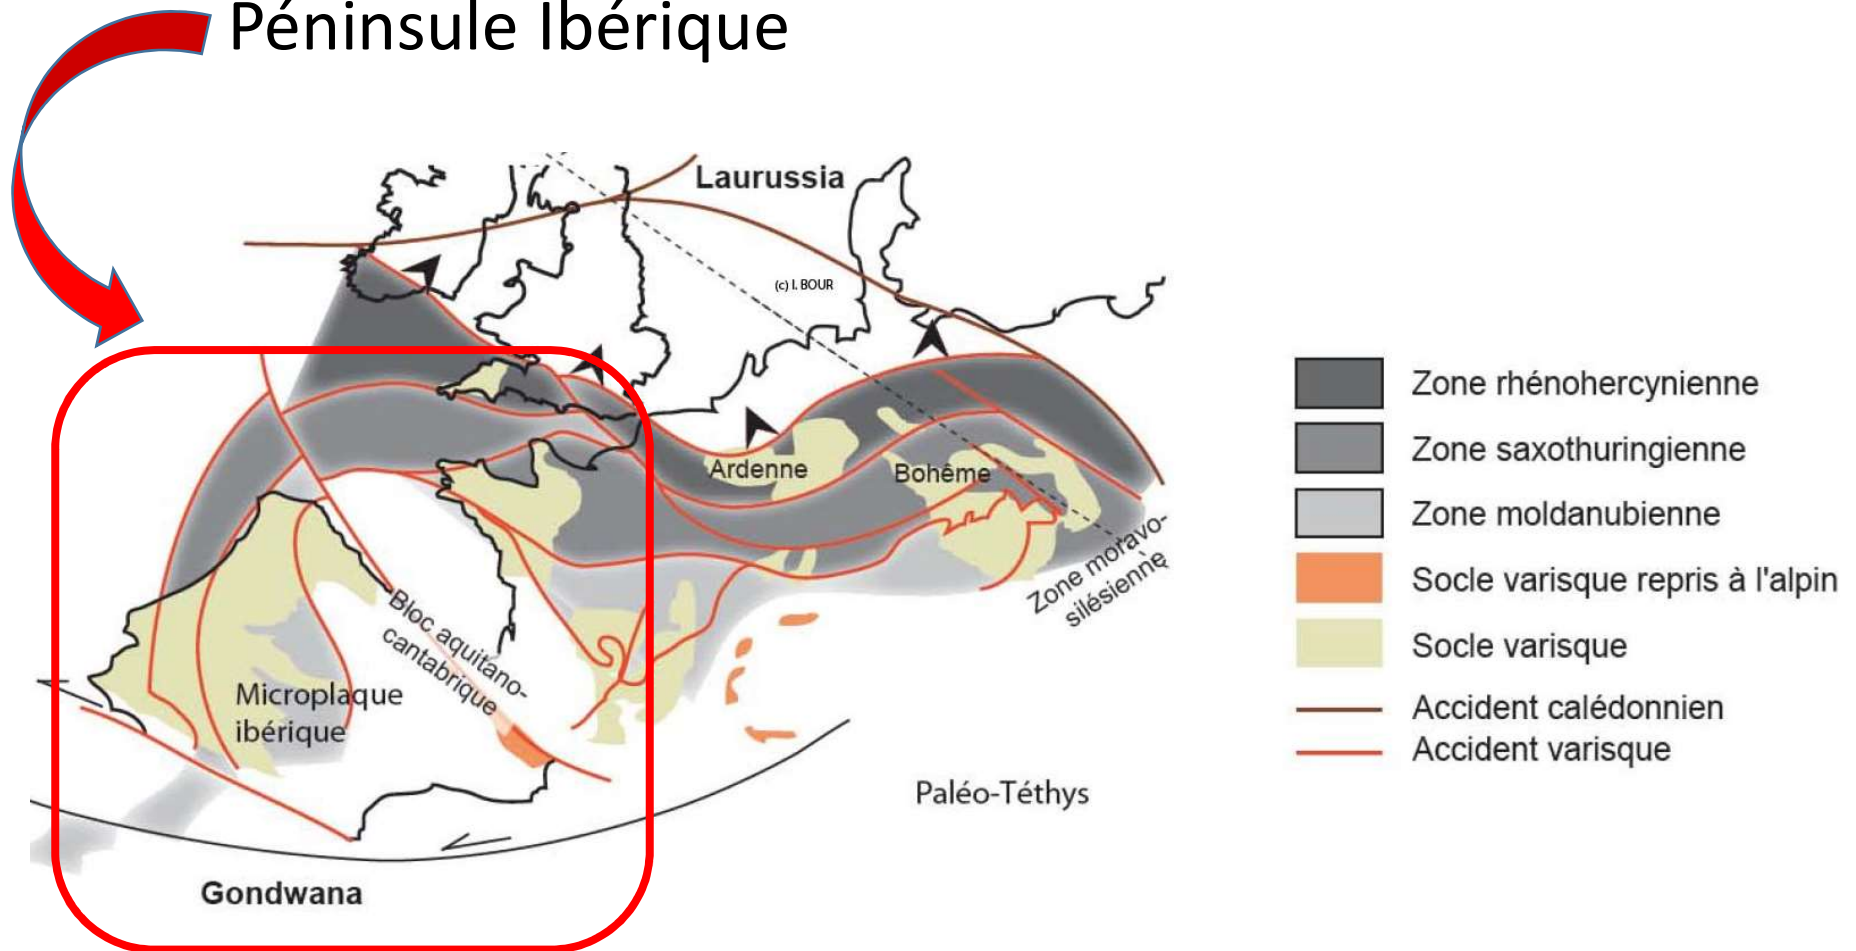 Péninsule Ibérique
Laurussia
(c) I. BOUR
Ardenne
Bohême
Zone moravo-
silésienne
Bloc aquitano-
cantabrique
Microplaque
ibérique
Paléo-Téthys
Gondwana
Zone rhénohercynienne
Zone saxothuringienne
Zone moldanubienne
Socle varisque repris à l'alpin
Socle varisque
Accident calédonnien
Accident varisque